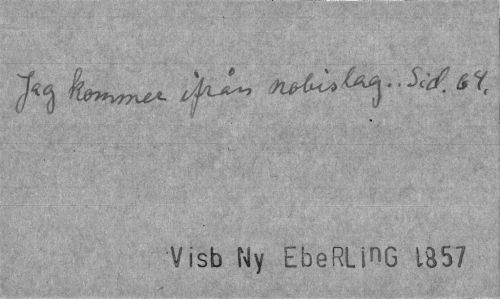 Jag kommer ifrån nobislag.. Sid. 64.
Visb Ny EbeRLinG 1857